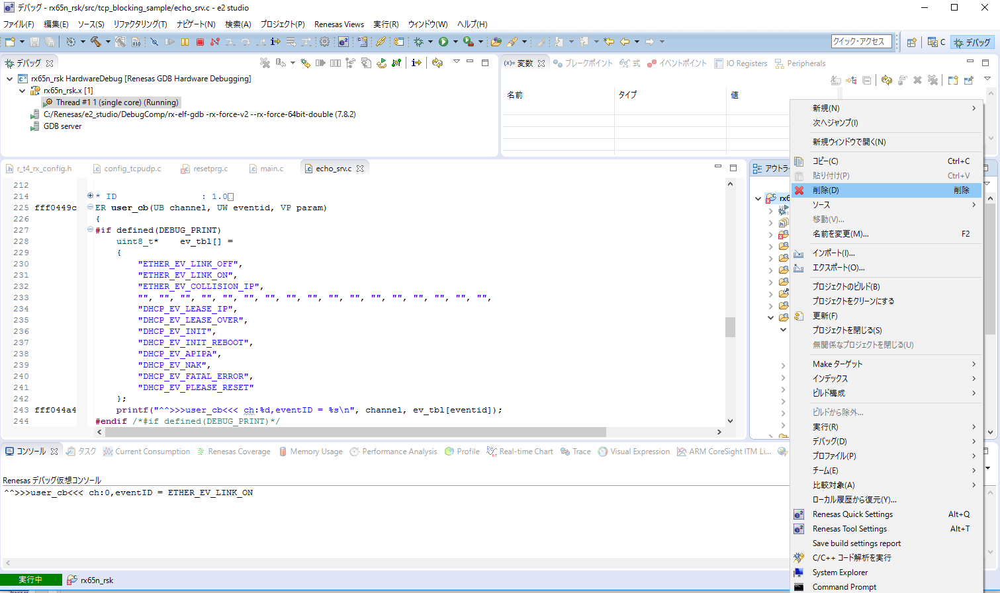 デバッグ - rx65n_rsk/src/tcp_blocking_sample/echo_srv.c - e2 studio
ファイル(F) 編集(E) ソース(S) リファクタリング(T) ナビゲート(N) 検索(A) プロジェクト(P) Renesas Views 実行(R) ウィンドウ(W) ヘルプ(H)
クイック・アクセス C デバッグ
デバッグ
rx65n_rsk HardwareDebug [Renesas GDB Hardware Debugging]
rx65n_rsk.x [1]
Thread #1 1 (single core) (Running)
C:/Renesas/e2_studio/DebugComp/rx-elf-gdb -rx-force-v2 --rx-force-64bit-double (7.8.2)
GDB server
(x)= 変数 ブレークポイント 式 イベントポイント IO Registers Peripherals
名前 タイプ 値
r_t4_rx_config.h config_tcpudp.c resetprg.c main.c echo_srv.c
212
214 * ID : 1.0
225 fff0449c ER user_cb(UB channel, UW eventid, VP param)
226 {
227 #if defined(DEBUG_PRINT)
228 uint8_t* ev_tbl[] =
229 {
230 "ETHER_EV_LINK_OFF",
231 "ETHER_EV_LINK_ON",
232 "ETHER_EV_COLLISION_IP",
233 "", "", "", "", "", "", "", "", "", "", "", "", "", "", "", "", "",
234 "DHCP_EV_LEASE_IP",
235 "DHCP_EV_LEASE_OVER",
236 "DHCP_EV_INIT",
237 "DHCP_EV_INIT_REBOOT",
238 "DHCP_EV_APIPA",
239 "DHCP_EV_NAK",
240 "DHCP_EV_FATAL_ERROR",
241 "DHCP_EV_PLEASE_RESET"
242 };
243 fff044a4 printf("^^>>>user_cb<<< ch:%d,eventID = %s\n", channel, ev_tbl[eventid]);
244 #endif /*#if defined(DEBUG_PRINT)*/
アウトラ
rx6
コンソール タスク Current Consumption Renesas Coverage Memory Usage Performance Analysis Profile Real-time Chart Trace Visual Expression ARM CoreSight ITM Li...
Renesas デバッグ仮想コンソール
^^>>>user_cb<<< ch:0,eventID = ETHER_EV_LINK_ON
実行中 rx65n_rsk
新規(N)
次へジャンプ(I)
新規ウィンドウで開く(N)
コピー(C) Ctrl+C
貼り付け(P) Ctrl+V
削除(D) 削除
ソース
移動(V)...
名前を変更(M)... F2
インポート(I)...
エクスポート(O)...
プロジェクトのビルド(B)
プロジェクトをクリーンにする
更新(F)
プロジェクトを閉じる(S)
無関係なプロジェクトを閉じる(U)
Make ターゲット
インデックス
ビルド構成
ビルドから除外...
実行(R)
デバッグ(D)
プロファイル(P)
チーム(E)
比較対象(A)
ローカル履歴から復元(Y)...
Renesas Quick Settings Alt+Q
Renesas Tool Settings Alt+T
Save build settings report
C/C++ コード解析を実行
System Explorer
Command Prompt